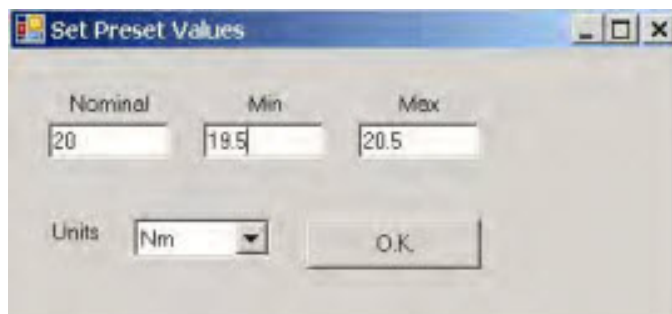 Set Preset Values
Nominal Min Max
20 19.5 20.5
Units Nm O.K.